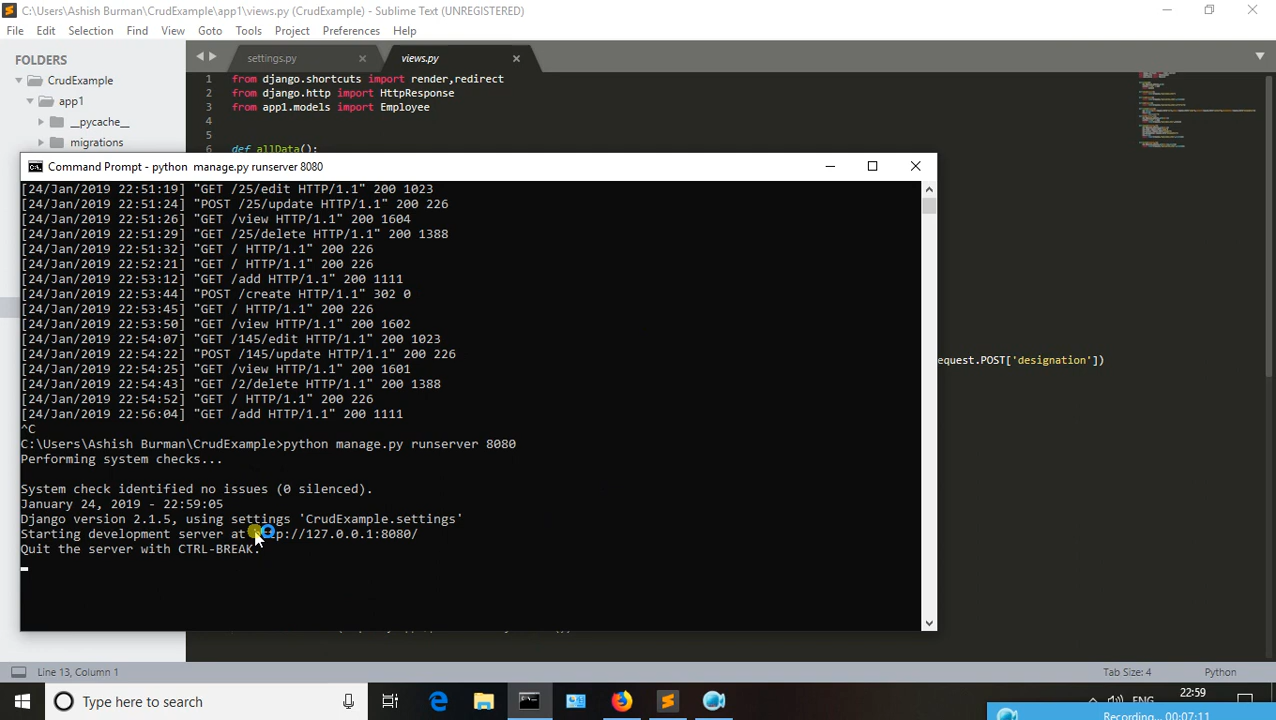 C:\Users\Ashish Burman\CrudExample\app1\views.py (CrudExample) - Sublime Text (UNREGISTERED)
File Edit Selection Find View Goto Tools Project Preferences Help
FOLDERS
CrudExample
app1
__pycache__
migrations
settings.py views.py
1 from django.shortcuts import render,redirect
2 from django.http import HttpResponse
3 from app1.models import Employee
4
5
6 def allData():
equest.POST['designation'])
Command Prompt - python manage.py runserver 8080
[24/Jan/2019 22:51:19] "GET /25/edit HTTP/1.1" 200 1023
[24/Jan/2019 22:51:24] "POST /25/update HTTP/1.1" 200 226
[24/Jan/2019 22:51:26] "GET /view HTTP/1.1" 200 1604
[24/Jan/2019 22:51:29] "GET /25/delete HTTP/1.1" 200 1388
[24/Jan/2019 22:51:32] "GET / HTTP/1.1" 200 226
[24/Jan/2019 22:52:21] "GET / HTTP/1.1" 200 226
[24/Jan/2019 22:53:12] "GET /add HTTP/1.1" 200 1111
[24/Jan/2019 22:53:44] "POST /create HTTP/1.1" 302 0
[24/Jan/2019 22:53:45] "GET / HTTP/1.1" 200 226
[24/Jan/2019 22:53:50] "GET /view HTTP/1.1" 200 1602
[24/Jan/2019 22:54:07] "GET /145/edit HTTP/1.1" 200 1023
[24/Jan/2019 22:54:22] "POST /145/update HTTP/1.1" 200 226
[24/Jan/2019 22:54:25] "GET /view HTTP/1.1" 200 1601
[24/Jan/2019 22:54:43] "GET /2/delete HTTP/1.1" 200 1388
[24/Jan/2019 22:54:52] "GET / HTTP/1.1" 200 226
[24/Jan/2019 22:56:04] "GET /add HTTP/1.1" 200 1111
^C
C:\Users\Ashish Burman\CrudExample>python manage.py runserver 8080
Performing system checks...
System check identified no issues (0 silenced).
January 24, 2019 - 22:59:05
Django version 2.1.5, using settings 'CrudExample.settings'
Starting development server at p://127.0.0.1:8080/
Quit the server with CTRL-BREAK.
Line 13, Column 1 Tab Size: 4 Python
Type here to search
ENG 22:59
Recording... 00:07:11